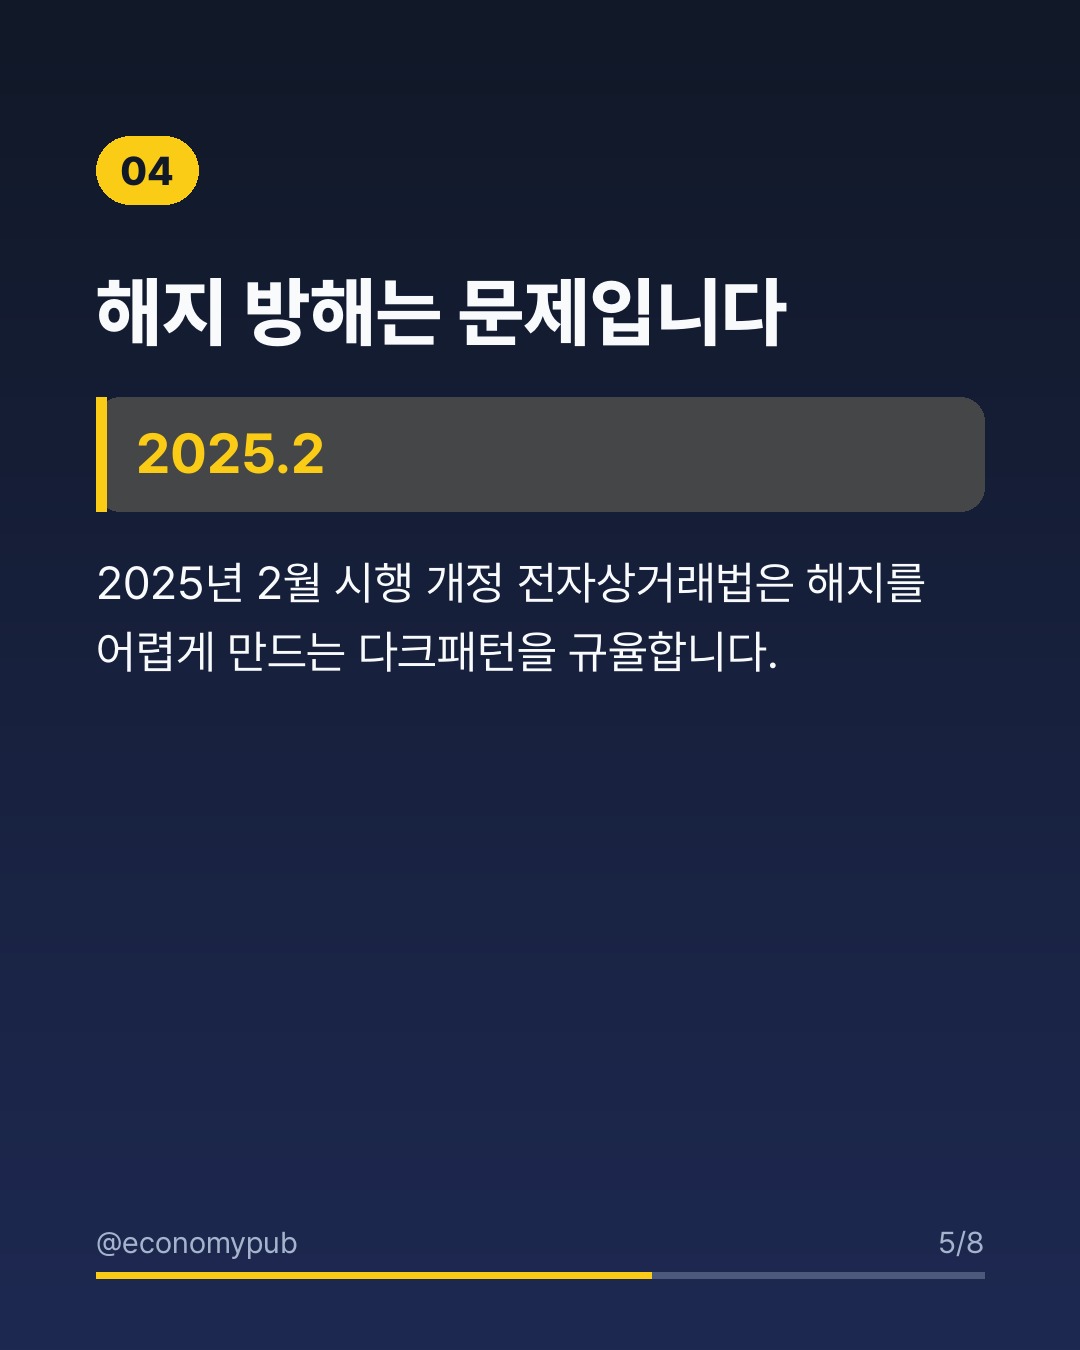 04
해지 방해는 문제입니다
2025.2
2025년 2월 시행 개정 전자상거래법은 해지를
어렵게 만드는 다크패턴을 규율합니다.
@economypub
5/8